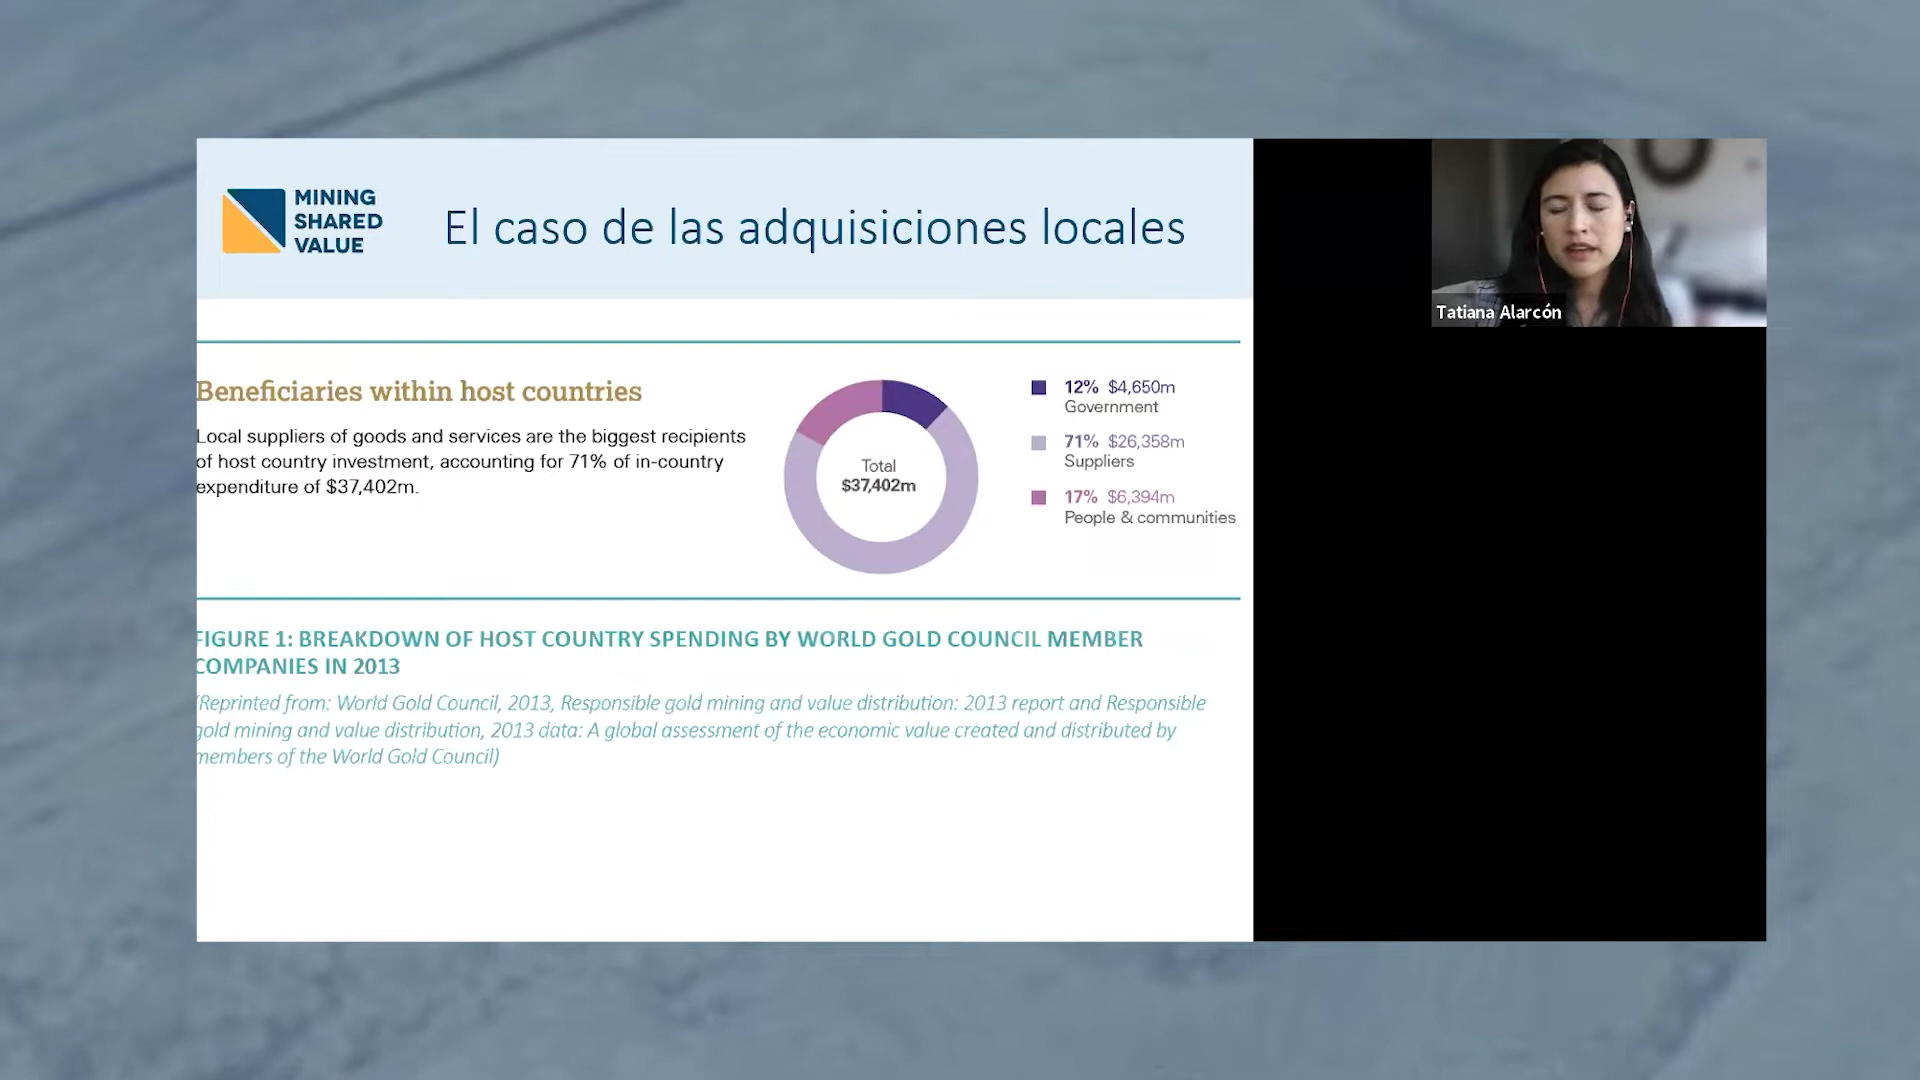 MINING
SHARED
VALUE
El caso de las adquisiciones locales
Tatiana Alarcón
Beneficiaries within host countries
Local suppliers of goods and services are the biggest recipients
of host country investment, accounting for 71% of in-country
expenditure of $37,402m.
Total
$37,402m
12% $4,650m
Government
71% $26,358m
Suppliers
17% $6,394m
People & communities
FIGURE 1: BREAKDOWN OF HOST COUNTRY SPENDING BY WORLD GOLD COUNCIL MEMBER
COMPANIES IN 2013
(Reprinted from: World Gold Council, 2013, Responsible gold mining and value distribution: 2013 report and Responsible
gold mining and value distribution, 2013 data: A global assessment of the economic value created and distributed by
members of the World Gold Council)